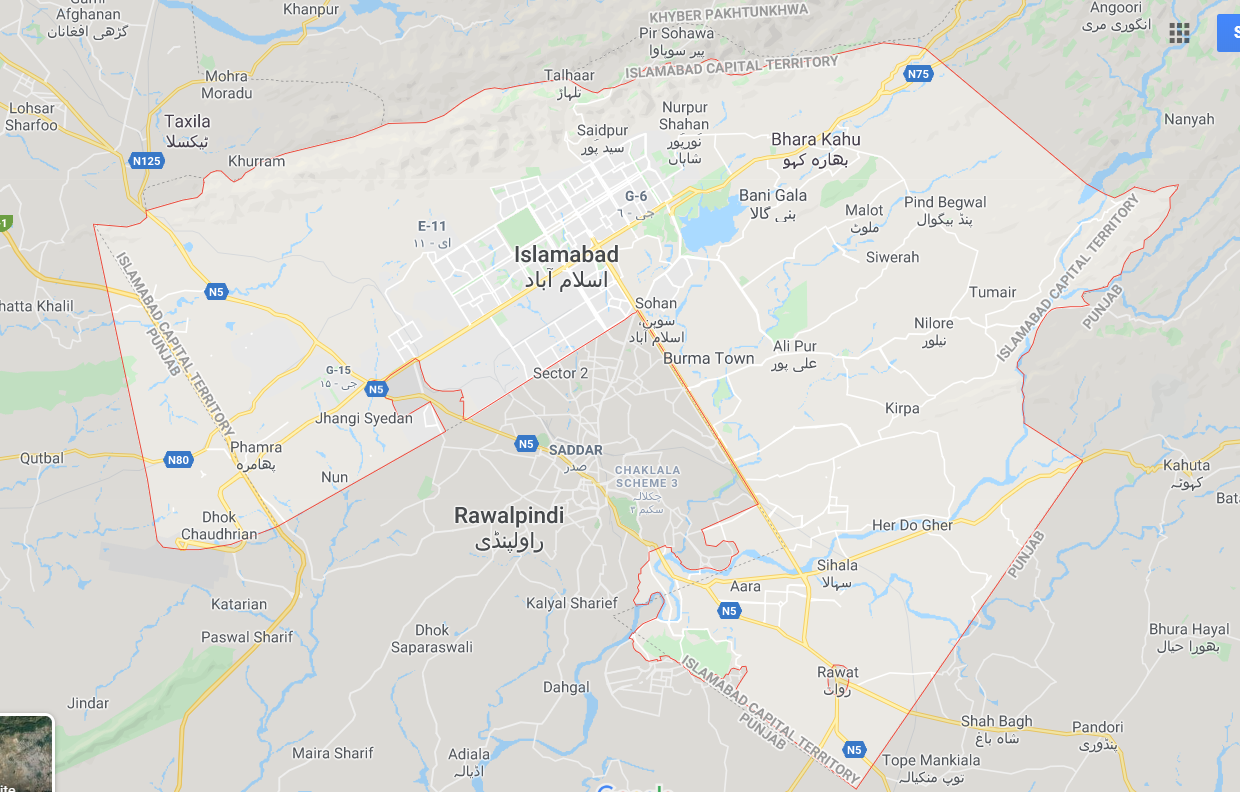 Garhi
Afghanan
گڑھی افغانان
Khanpur
KHYBER PAKHTUNKHWA
Pir Sohawa
پیر سوہاوا
Angoori
انگوری مری
Talhaar
تلہاڑ
ISLAMABAD CAPITAL TERRITORY
N75
Mohra
Moradu
Lohsar
Sharfoo
Taxila
ٹیکسلا
N125
Khurram
Saidpur
سید پور
Nurpur
Shahan
نورپور
شاہاں
Bhara Kahu
بھارہ کہو
Nanyah
G-6
جی - ٦
Bani Gala
بنی گالا
Malot
ملوٹ
Pind Begwal
پنڈ بیگوال
E-11
ای - ١١
Islamabad
اسلام آباد
Siwerah
ISLAMABAD CAPITAL TERRITORY
PUNJAB
ISLAMABAD CAPITAL TERRITORY
PUNJAB
N5
hatta Khalil
Tumair
Sohan
سوہن،
اسلام آباد
Nilore
نیلور
Burma Town
Ali Pur
علی پور
G-15
جی - ١٥
Sector 2
N5
Jhangi Syedan
Kirpa
N5
SADDAR
صدر
Qutbal
N80
Phamra
پھامرہ
Nun
CHAKLALA
SCHEME 3
چکلالہ
سکیم ٣
Kahuta
کہوٹہ
Bata
Rawalpindi
راولپنڈی
Dhok
Chaudhrian
Her Do Gher
PUNJAB
Sihala
سہالا
Aara
Katarian
Kalyal Sharief
N5
Paswal Sharif
Dhok
Saparaswali
Bhura Hayal
بھورا حیال
Rawat
روات
Dahgal
ISLAMABAD CAPITAL TERRITORY
PUNJAB
Jindar
Shah Bagh
شاہ باغ
Pandori
پنڈوری
Maira Sharif
Adiala
اڈیالہ
N5
Tope Mankiala
توپ منکیالہ
ite